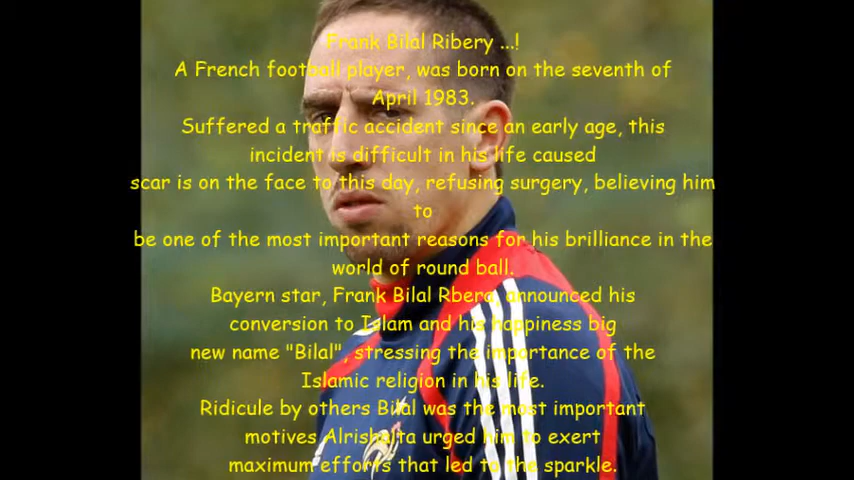 Frank Bilal Ribery ...!
A French football player, was born on the seventh of
April 1983.
Suffered a traffic accident since an early age, this
incident is difficult in his life caused
scar is on the face to this day, refusing surgery, believing him
to
be one of the most important reasons for his brilliance in the
world of round ball.
Bayern star, Frank Bilal Rbero, announced his
conversion to Islam and his happiness big
new name "Bilal", stressing the importance of the
Islamic religion in his life.
Ridicule by others Bilal was the most important
motives Alrishalta urged him to exert
maximum efforts that led to the sparkle.